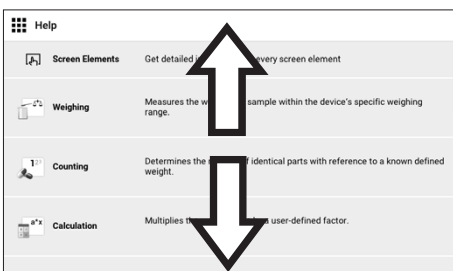 Help
Screen Elements Get detailed every screen element
Weighing Measures the sample within the device's specific weighing
range.
Counting Determines the of identical parts with reference to a known defined
weight.
Calculation Multiplies user-defined factor.